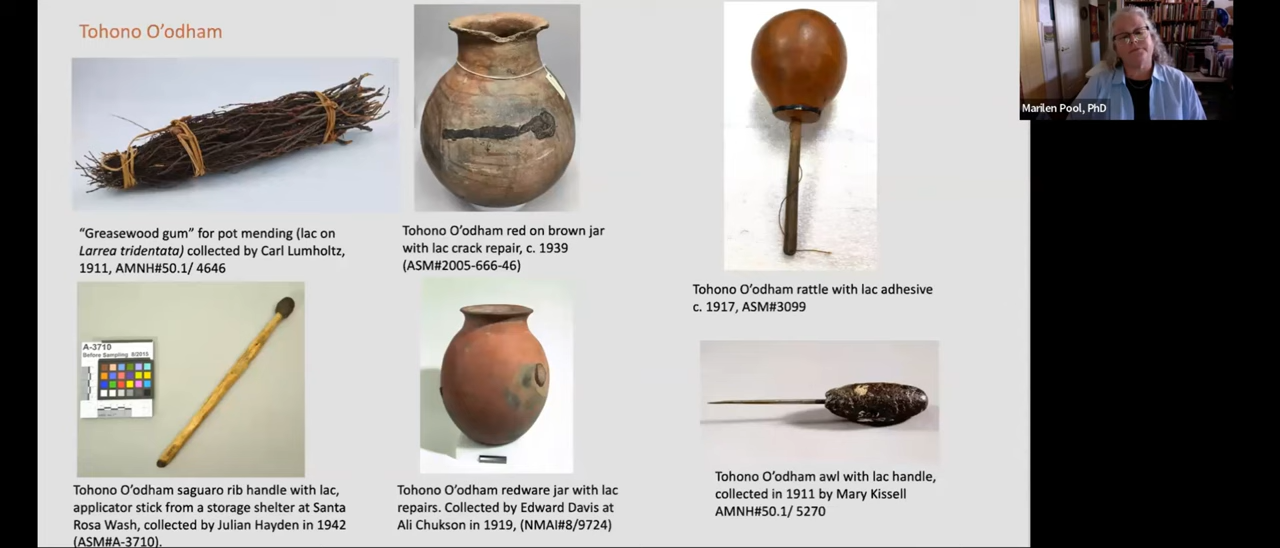 Tohono O’odham
“Greasewood gum” for pot mending (lac on
Larrea tridentata) collected by Carl Lumholtz,
1911, AMNH#50.1/ 4646
Tohono O’odham red on brown jar
with lac crack repair, c. 1939
(ASM#2005-666-46)
Tohono O’odham rattle with lac adhesive
c. 1917, ASM#3099
A-3710
Before Sampling 8/2015
Tohono O’odham saguaro rib handle with lac,
applicator stick from a storage shelter at Santa
Rosa Wash, collected by Julian Hayden in 1942
(ASM#A-3710).
Tohono O’odham redware jar with lac
repairs. Collected by Edward Davis at
Ali Chukson in 1919, (NMAI#8/9724)
Tohono O’odham awl with lac handle,
collected in 1911 by Mary Kissell
AMNH#50.1/ 5270
Marilen Pool, PhD